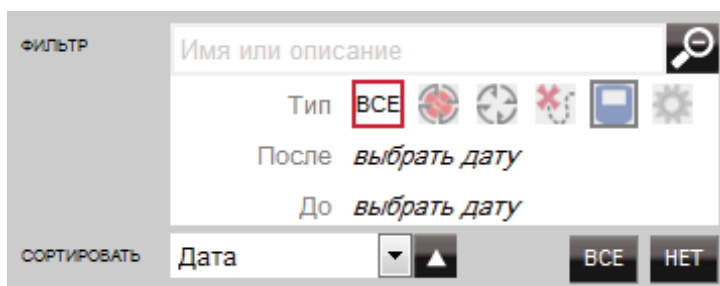 ФИЛЬТР Имя или описание
Тип ВСЕ
После выбрать дату
До выбрать дату
СОРТИРОВАТЬ Дата ВСЕ НЕТ